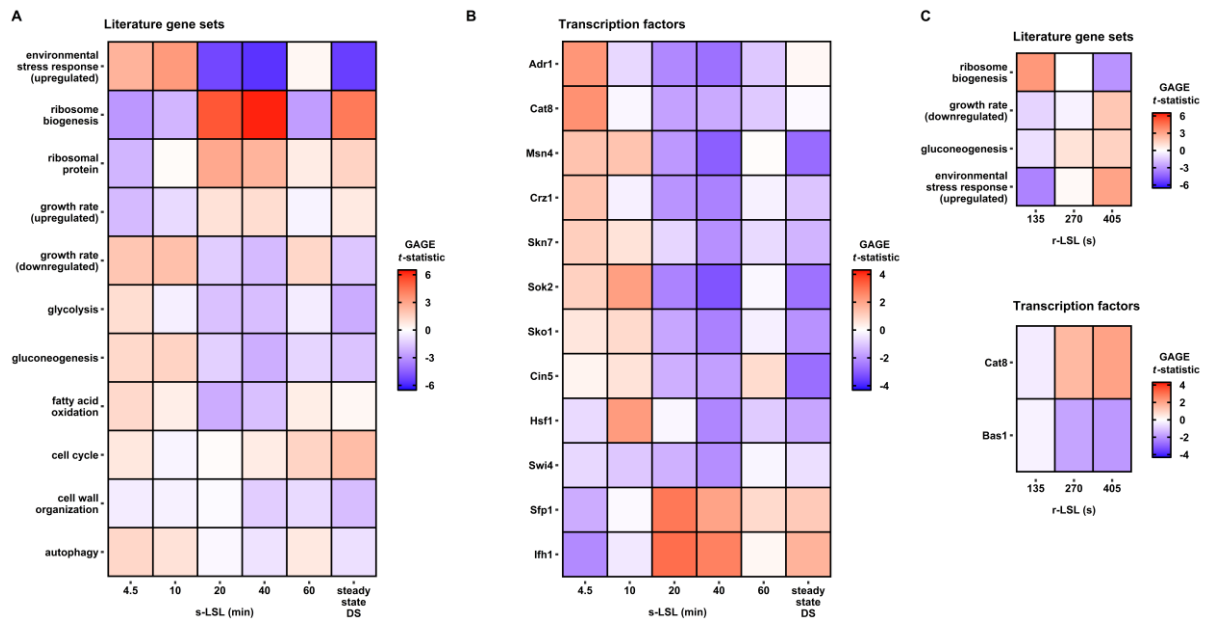 A
Literature gene sets
environmental
stress response
(upregulated)
ribosome
biogenesis
ribosomal
protein
growth rate
(upregulated)
growth rate
(downregulated)
glycolysis
gluconeogenesis
fatty acid
oxidation
cell cycle
cell wall
organization
autophagy
4.5 10 20 40 60 steady
state
DS
s-LSL (min)
GAGE
t-statistic
6
3
0
-3
-6
B
Transcription factors
Adr1
Cat8
Msn4
Crz1
Skn7
Sok2
Sko1
Cin5
Hsf1
Swi4
Sfp1
Ifh1
4.5 10 20 40 60 steady
state
DS
s-LSL (min)
GAGE
t-statistic
4
2
0
-2
-4
C
Literature gene sets
ribosome
biogenesis
growth rate
(downregulated)
gluconeogenesis
environmental
stress response
(upregulated)
135 270 405
r-LSL (s)
GAGE
t-statistic
6
3
0
-3
-6
Transcription factors
Cat8
Bas1
135 270 405
r-LSL (s)
GAGE
t-statistic
4
2
0
-2
-4